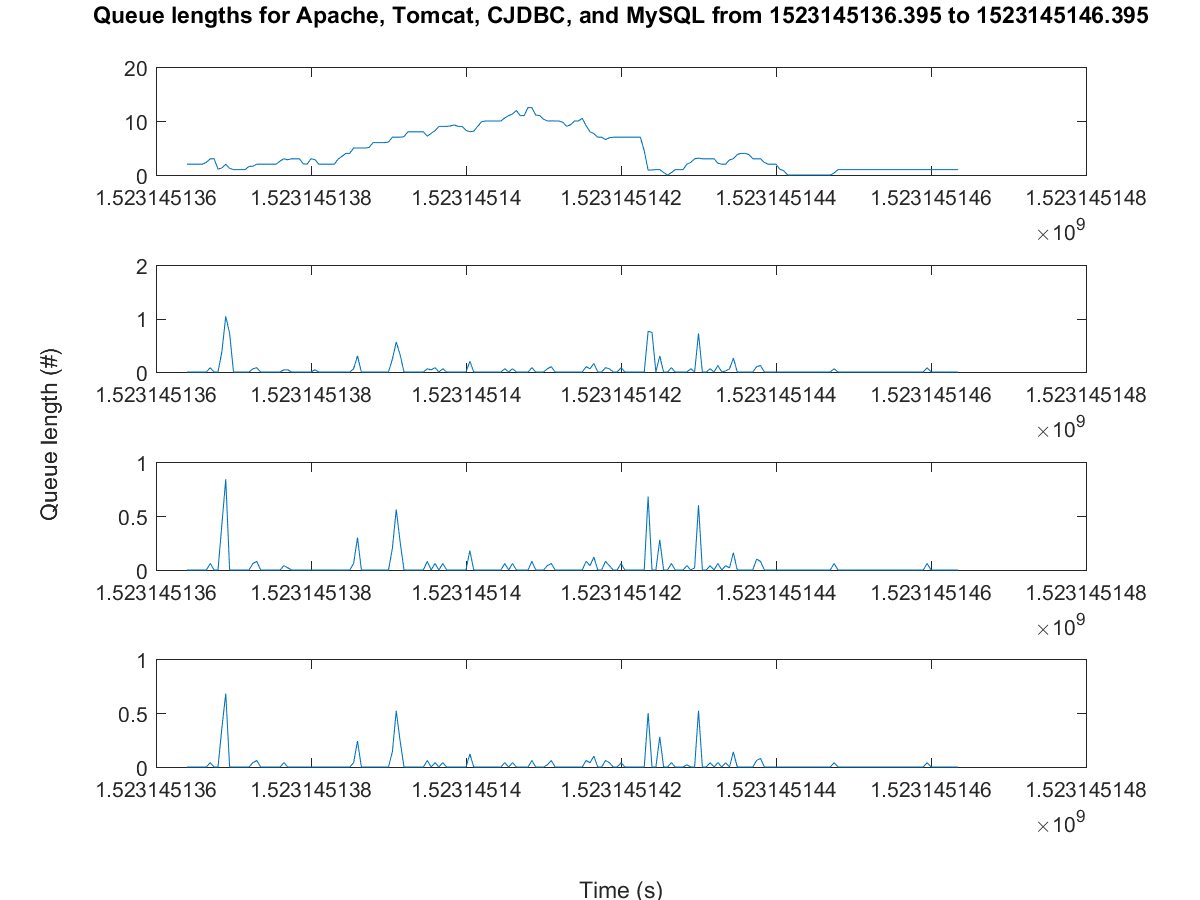 Queue lengths for Apache, Tomcat, CJDBC, and MySQL from 1523145136.395 to 1523145146.395
20
10
0
1.523145136 1.523145138 1.52314514 1.523145142 1.523145144 1.523145146 1.523145148
×10^9
2
1
0
1.523145136 1.523145138 1.52314514 1.523145142 1.523145144 1.523145146 1.523145148
×10^9
Queue length (#)
1
0.5
0
1.523145136 1.523145138 1.52314514 1.523145142 1.523145144 1.523145146 1.523145148
×10^9
1
0.5
0
1.523145136 1.523145138 1.52314514 1.523145142 1.523145144 1.523145146 1.523145148
×10^9
Time (s)